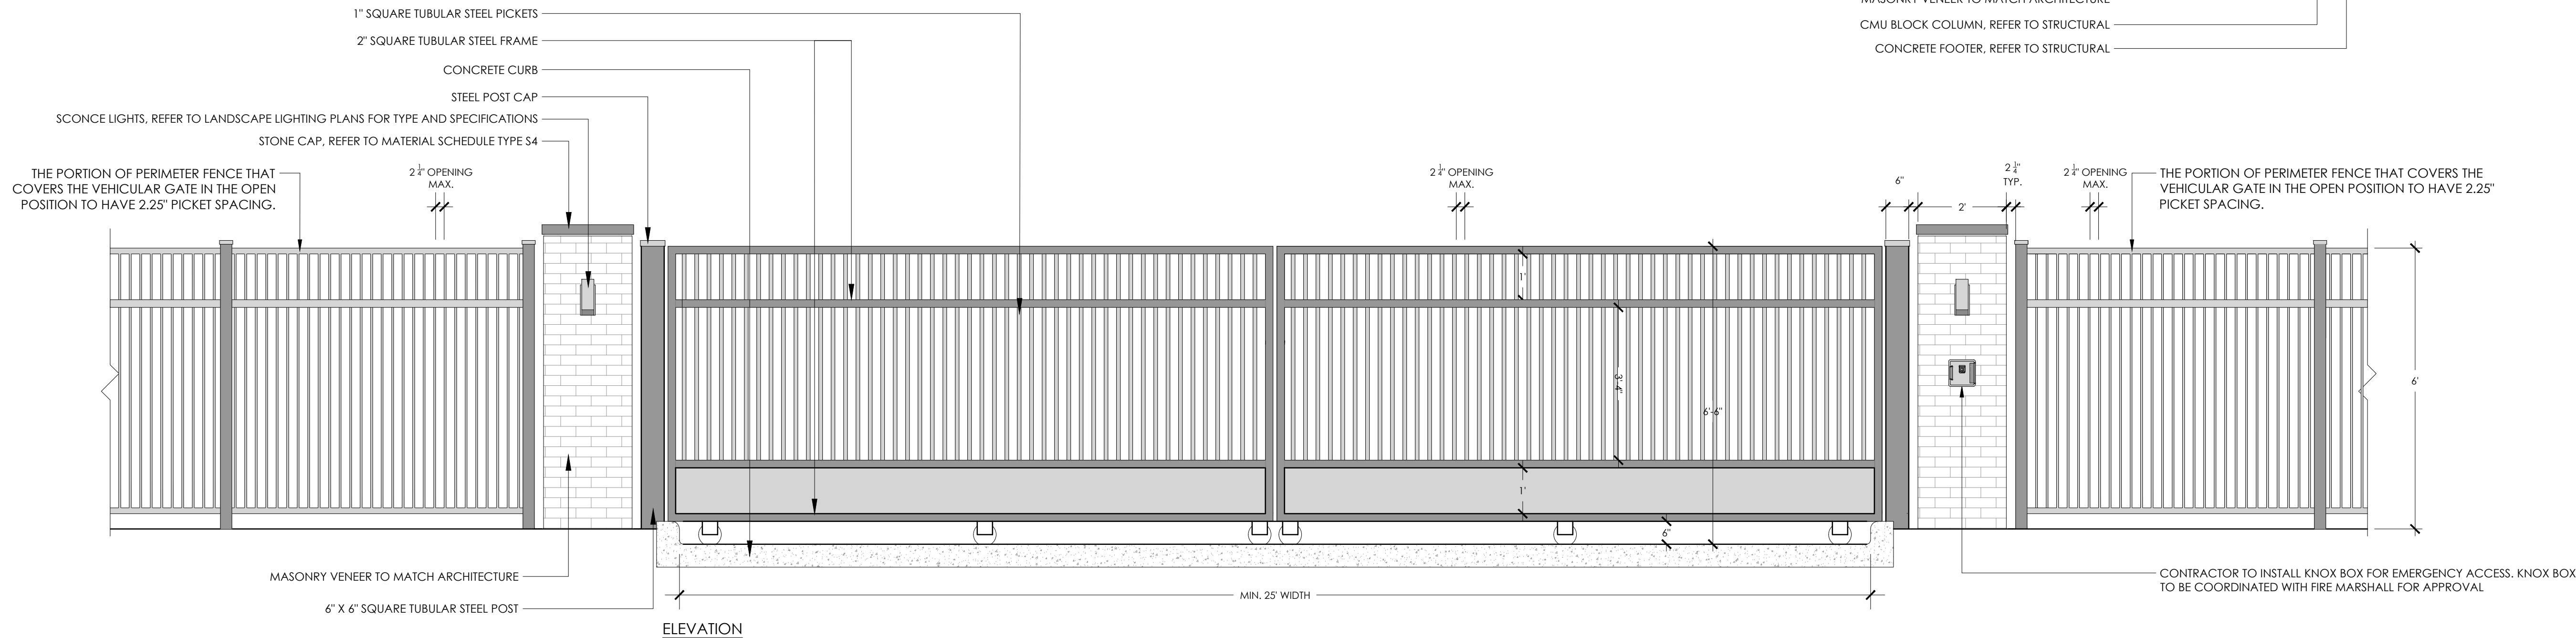 1" SQUARE TUBULAR STEEL PICKETS
2" SQUARE TUBULAR STEEL FRAME
CONCRETE CURB
STEEL POST CAP
SCONCE LIGHTS, REFER TO LANDSCAPE LIGHTING PLANS FOR TYPE AND SPECIFICATIONS
STONE CAP, REFER TO MATERIAL SCHEDULE TYPE S4
THE PORTION OF PERIMETER FENCE THAT
COVERS THE VEHICULAR GATE IN THE OPEN
POSITION TO HAVE 2.25" PICKET SPACING.
2 1/4" OPENING
MAX.
2 1/4" OPENING
MAX.
MASONRY VENEER TO MATCH ARCHITECTURE
CMU BLOCK COLUMN, REFER TO STRUCTURAL
CONCRETE FOOTER, REFER TO STRUCTURAL
6"
2'
2 1/4"
TYP.
2 1/4" OPENING
MAX.
THE PORTION OF PERIMETER FENCE THAT COVERS THE
VEHICULAR GATE IN THE OPEN POSITION TO HAVE 2.25"
PICKET SPACING.
1'
3'-4"
6'-6"
1'
6"
6'
MASONRY VENEER TO MATCH ARCHITECTURE
6" X 6" SQUARE TUBULAR STEEL POST
MIN. 25' WIDTH
CONTRACTOR TO INSTALL KNOX BOX FOR EMERGENCY ACCESS. KNOX BOX
TO BE COORDINATED WITH FIRE MARSHALL FOR APPROVAL
ELEVATION